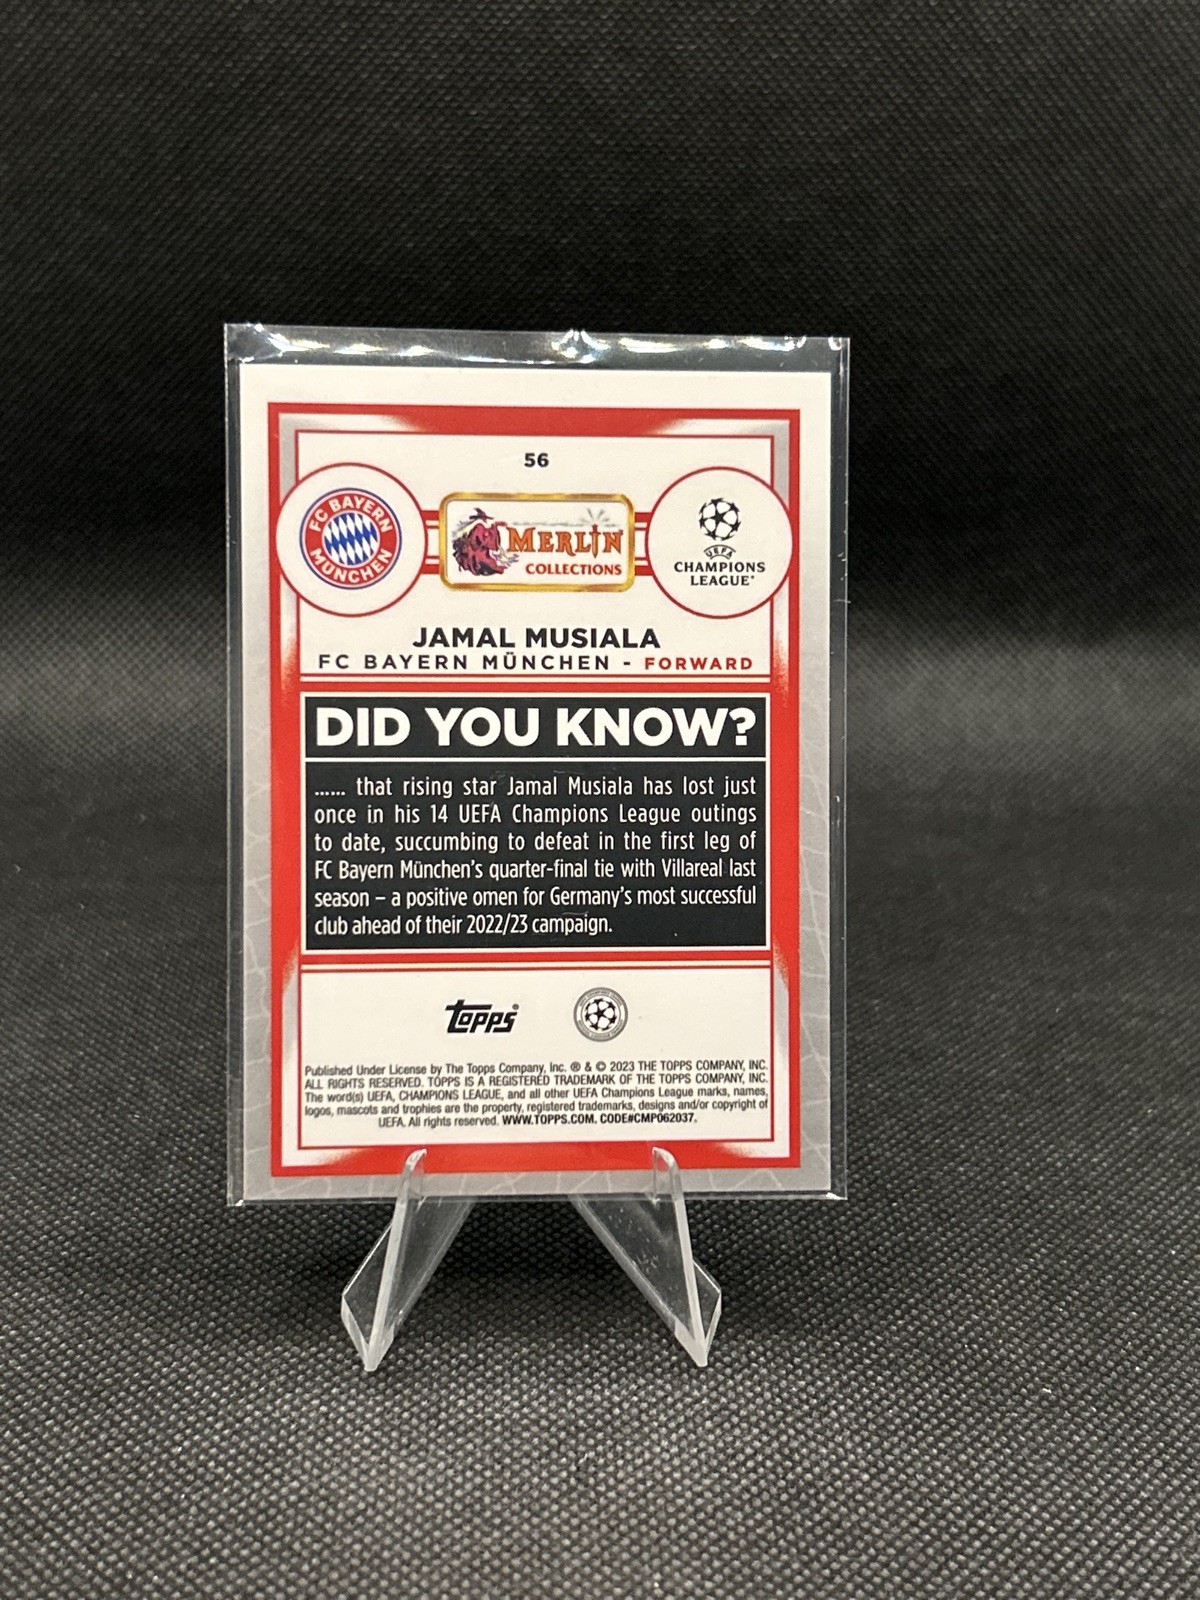 56
FC BAYERN
MÜNCHEN
MERLIN
COLLECTIONS
UEFA
CHAMPIONS
LEAGUE®
JAMAL MUSIALA
FC BAYERN MÜNCHEN - FORWARD
DID YOU KNOW?
...... that rising star Jamal Musiala has lost just
once in his 14 UEFA Champions League outings
to date, succumbing to defeat in the first leg of
FC Bayern München's quarter-final tie with Villareal last
season – a positive omen for Germany's most successful
club ahead of their 2022/23 campaign.
Topps®
Published Under License by The Topps Company, Inc. ® & © 2023 THE TOPPS COMPANY, INC.
ALL RIGHTS RESERVED. TOPPS IS A REGISTERED TRADEMARK OF THE TOPPS COMPANY, INC.
The word(s) UEFA, CHAMPIONS LEAGUE, and all other UEFA Champions League marks, names,
logos, mascots and trophies are the property, registered trademarks, designs and/or copyright of
UEFA. All rights reserved. WWW.TOPPS.COM. CODE#CMP062037.